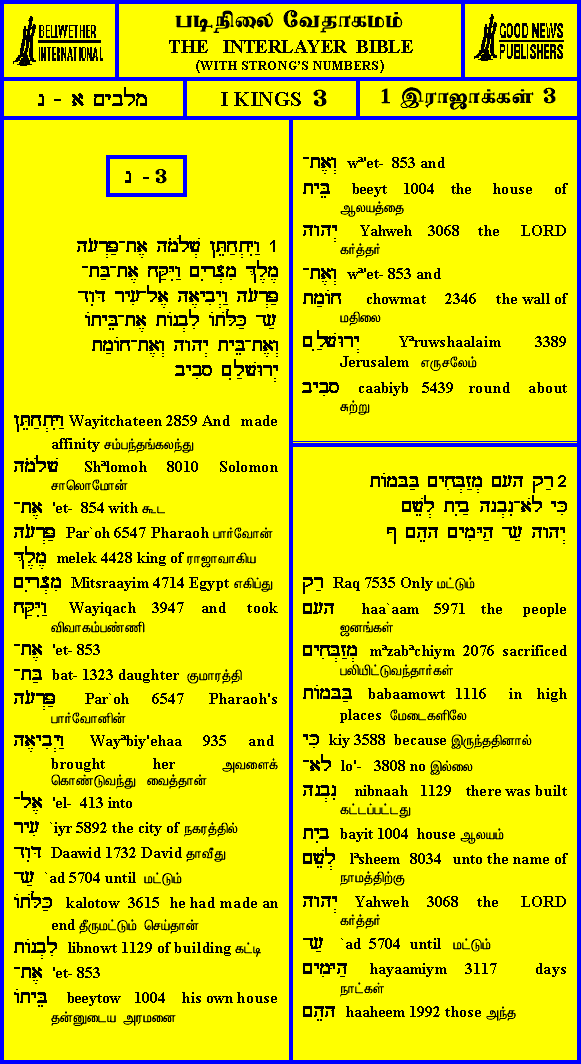 BELLWETHER
INTERNATIONAL
படிநிலை வேதாகமம்
THE INTERLAYER BIBLE
(WITH STRONG'S NUMBERS)
GOOD NEWS
PUBLISHERS
מלבים א - נ
I KINGS 3
1 இராஜாக்கள் 3
נ - 3
1 וַיִּתְחַתֵּן שְׁלֹמֹה אֶת־פַּרְעֹה
מֶלֶךְ מִצְרָיִם וַיִּקַּח אֶת־בַּת־
פַּרְעֹה וַיְבִיאֶהָ אֶל־עִיר דָּוִד
עַד כַּלֹּתוֹ לִבְנוֹת אֶת־בֵּיתוֹ
וְאֶת־בֵּית יְהוָה וְאֶת־חוֹמַת
יְרוּשָׁלִַם סָבִיב
וַיִּתְחַתֵּן Wayitchateen 2859 And made
affinity சம்பந்தங்கலந்து
שְׁלֹמֹה Shªlomoh 8010 Solomon
சாலொமோன்
אֶת־ 'et- 854 with கூட
פַּרְעֹה Par`oh 6547 Pharaoh பார்வோன்
מֶלֶךְ melek 4428 king of ராஜாவாகிய
מִצְרַיִם Mitsraayim 4714 Egypt எகிப்து
וַיִּקַּח Wayiqach 3947 and took
விவாகம்பண்ணி
אֶת־ 'et- 853
בַּת־ bat- 1323 daughter குமாரத்தி
פַּרְעֹה Par`oh 6547 Pharaoh's
பார்வோனின்
וַיְבִיאֶהָ Wayªbiy'ehaa 935 and
brought her அவளைக்
கொண்டுவந்து வைத்தான்
אֶל־ 'el- 413 into
עִיר `iyr 5892 the city of நகரத்தில்
דָּוִד Daawid 1732 David தாவீது
עַד `ad 5704 until மட்டும்
כַּלֹּתוֹ kalotow 3615 he had made an
end தீருமட்டும் செய்தான்
לִבְנוֹת libnowt 1129 of building கட்டி
אֶת־ 'et- 853
בֵּיתוֹ beeytow 1004 his own house
தன்னுடைய அரமனை
וְאֶת־ wª'et- 853 and
בֵּית beeyt 1004 the house of
ஆலயத்தை
יְהוָה Yahweh 3068 the LORD
கர்த்தர்
וְאֶת־ wª'et- 853 and
חוֹמַת chowmat 2346 the wall of
மதிலை
יְרוּשָׁלִַם Yªruwshaalaim 3389
Jerusalem எருசலேம்
סָבִיב caabiyb 5439 round about
சுற்று
2 רַק הָעָם מְזַבְּחִים בַּבָּמוֹת
כִּי לֹא־נִבְנָה בַיִת לְשֵׁם
יְהוָה עַד הַיָּמִים הָהֵם ף
רַק Raq 7535 Only மட்டும்
הָעָם haa`aam 5971 the people
ஜனங்கள்
מְזַבְּחִים mªzab¹chiym 2076 sacrificed
பலியிட்டுவந்தார்கள்
בַּבָּמוֹת babaamowt 1116 in high
places மேடைகளிலே
כִּי kiy 3588 because இருந்ததினால்
לֹא־ lo'- 3808 no இல்லை
נִבְנָה nibnaah 1129 there was built
கட்டப்பட்டது
בַיִת bayit 1004 house ஆலயம்
לְשֵׁם lªsheem 8034 unto the name of
நாமத்திற்கு
יְהוָה Yahweh 3068 the LORD
கர்த்தர்
עַד `ad 5704 until மட்டும்
הַיָּמִים hayaamiym 3117 days
நாட்கள்
הָהֵם haaheem 1992 those அந்த